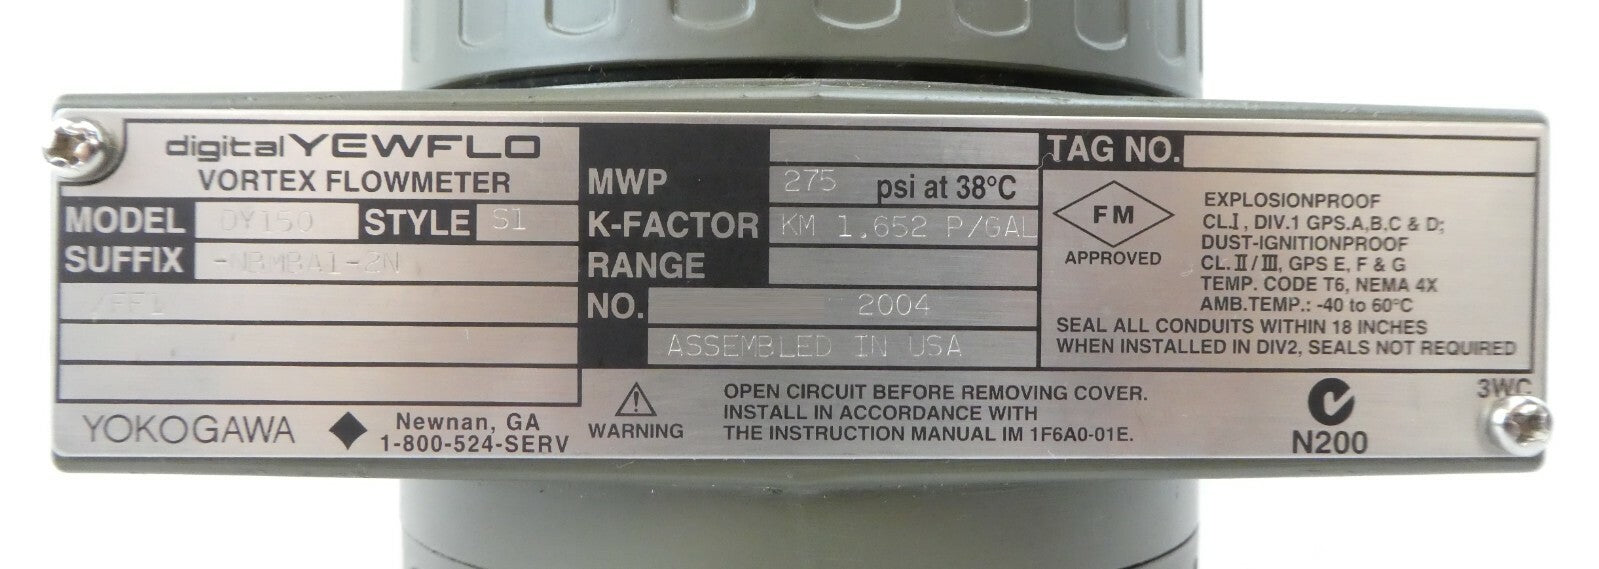 digitalYEWFLO
VORTEX FLOWMETER
MODEL DY150 STYLE S1
SUFFIX -NBMBA1-2N
/FF1
YOKOGAWA
Newnan, GA
1-800-524-SERV
MWP 275 psi at 38°C
K-FACTOR KM 1.652 P/GAL
RANGE
NO. 2004
ASSEMBLED IN USA
WARNING
OPEN CIRCUIT BEFORE REMOVING COVER.
INSTALL IN ACCORDANCE WITH
THE INSTRUCTION MANUAL IM 1F6A0-01E.
TAG NO.
FM
APPROVED
EXPLOSIONPROOF
CL.I, DIV.1 GPS.A,B,C & D;
DUST-IGNITIONPROOF
CL.II/III, GPS E, F & G
TEMP. CODE T6, NEMA 4X
AMB.TEMP.: -40 to 60°C
SEAL ALL CONDUITS WITHIN 18 INCHES
WHEN INSTALLED IN DIV2, SEALS NOT REQUIRED
N200
3WC